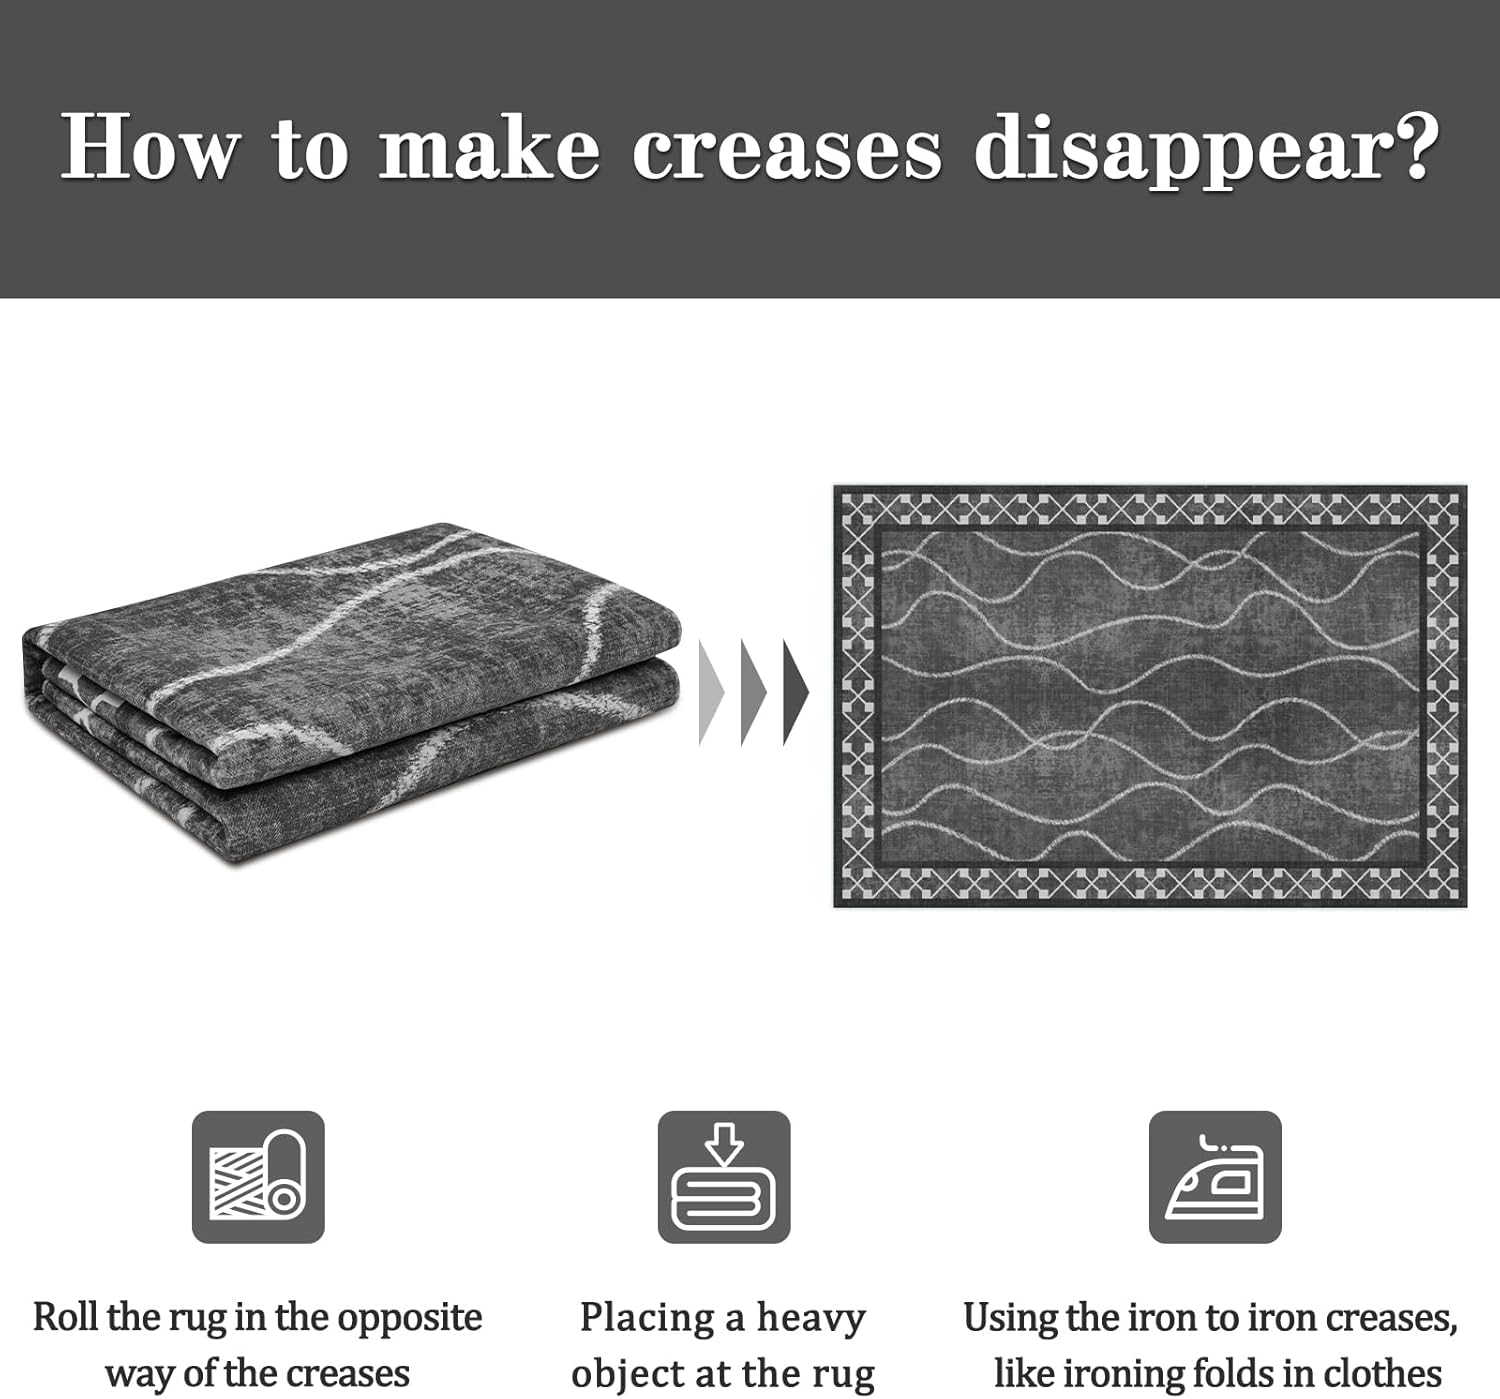 How to make creases disappear?
Roll the rug in the opposite
way of the creases
Placing a heavy
object at the rug
Using the iron to iron creases,
like ironing folds in clothes